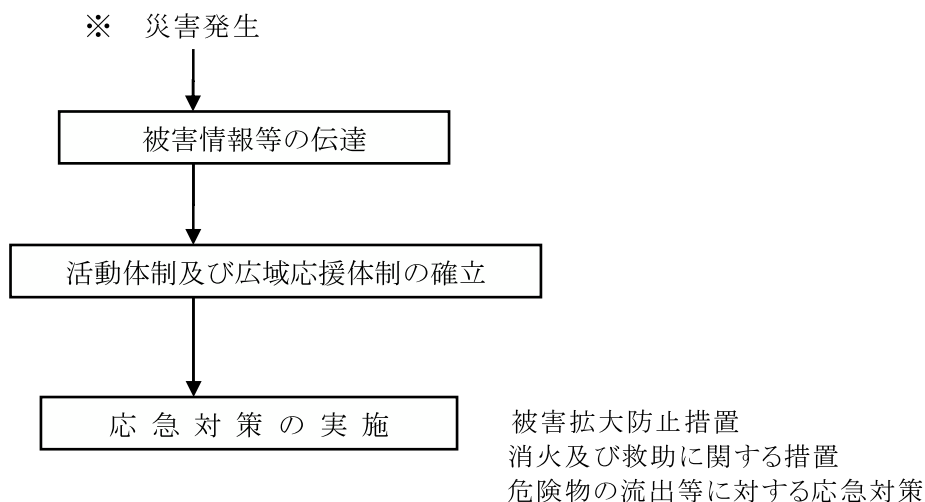 ※　災害発生
被害情報等の伝達
活動体制及び広域応援体制の確立
応 急 対 策 の 実 施
被害拡大防止措置
消火及び救助に関する措置
危険物の流出等に対する応急対策